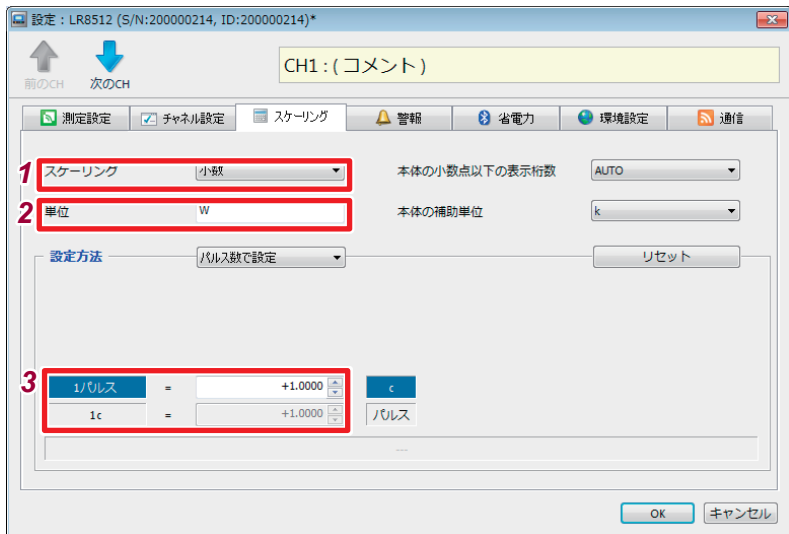 設定：LR8512 (S/N:200000214, ID:200000214)*
前のCH 次のCH CH1 : ( コメント )
測定設定 チャネル設定 スケーリング 警報 省電力 環境設定 通信
1 スケーリング 小数 本体の小数点以下の表示桁数 AUTO
2 単位 W 本体の補助単位 k
設定方法 パルス数で設定 リセット
3 1パルス = +1.0000 c
1c = +1.0000 パルス
---
OK キャンセル